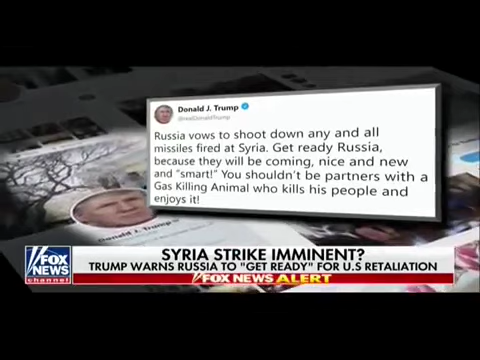 Donald J. Trump
@realDonaldTrump
Russia vows to shoot down any and all
missiles fired at Syria. Get ready Russia,
because they will be coming, nice and new
and “smart!” You shouldn't be partners with a
Gas Killing Animal who kills his people and
enjoys it!
Donald J. Trump
FOX
NEWS
channel
SYRIA STRIKE IMMINENT?
TRUMP WARNS RUSSIA TO "GET READY" FOR U.S RETALIATION
FOX NEWS ALERT